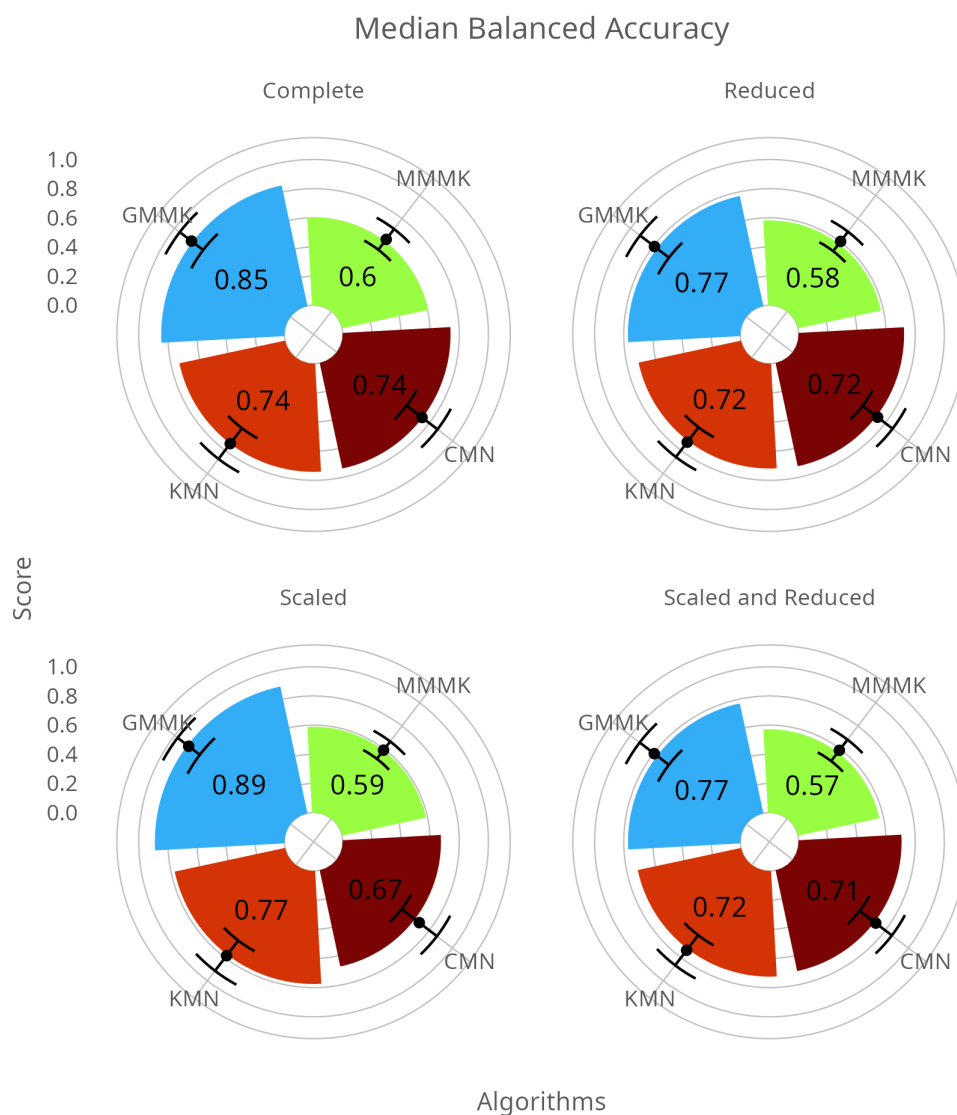 Median Balanced Accuracy
Complete
Reduced
1.0
0.8
0.6
0.4
0.2
0.0
GMMK
MMMK
0.85
0.6
0.74
0.74
KMN
CMN
GMMK
MMMK
0.77
0.58
0.72
0.72
KMN
CMN
Score
Scaled
Scaled and Reduced
1.0
0.8
0.6
0.4
0.2
0.0
GMMK
MMMK
0.89
0.59
0.77
0.67
KMN
CMN
GMMK
MMMK
0.77
0.57
0.72
0.71
KMN
CMN
Algorithms